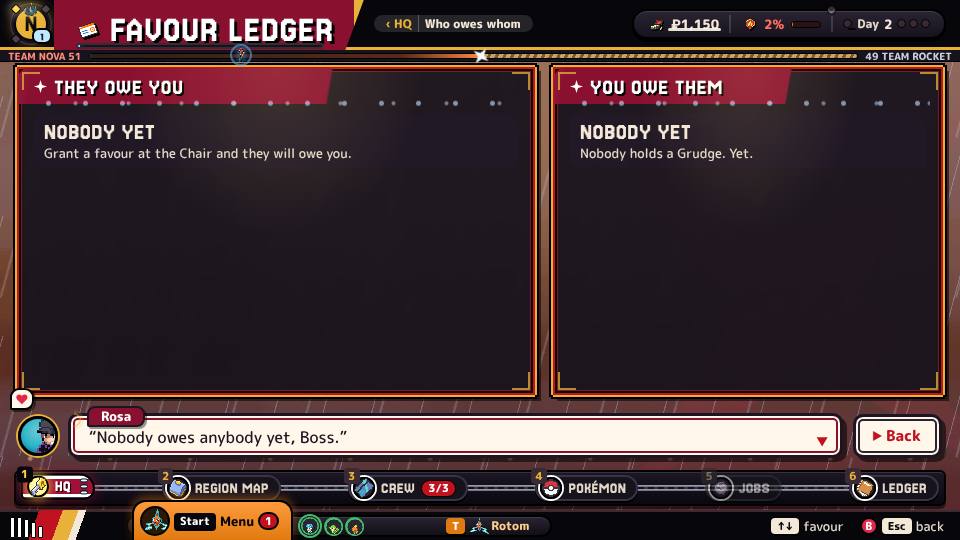 N
1
FAVOUR LEDGER
‹ HQ Who owes whom
₽1,150
2%
Day 2
TEAM NOVA 51
49 TEAM ROCKET
THEY OWE YOU
NOBODY YET
Grant a favour at the Chair and they will owe you.
YOU OWE THEM
NOBODY YET
Nobody holds a Grudge. Yet.
Rosa
“Nobody owes anybody yet, Boss.”
Back
1 HQ
2 REGION MAP
3 CREW 3/3
4 POKÉMON
5 JOBS
6 LEDGER
Start Menu 1
T Rotom
↑↓ favour
B Esc back